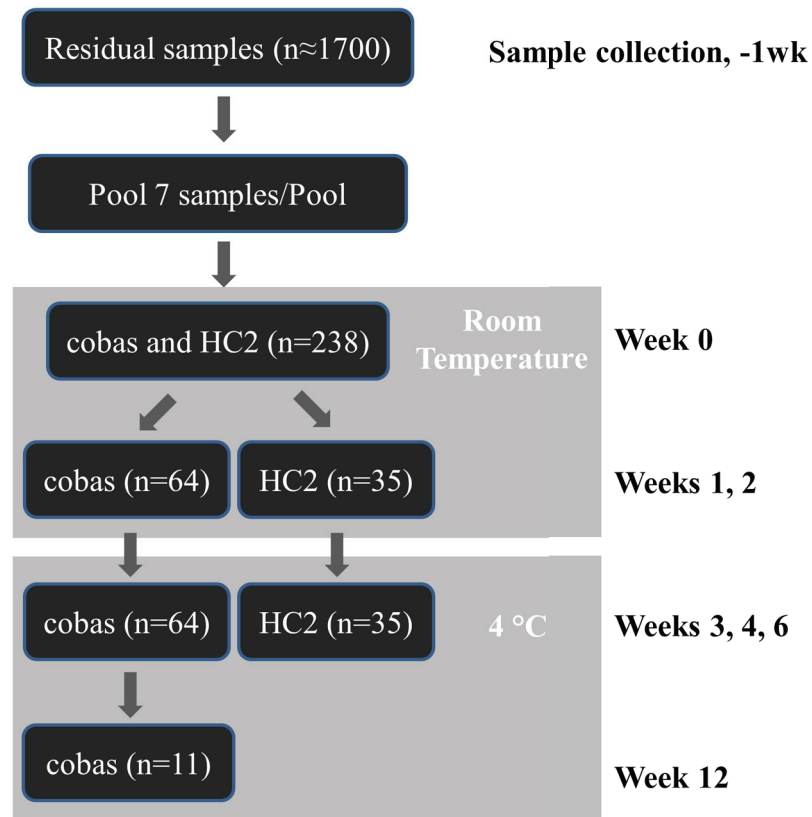 Residual samples (n≈1700)
Sample collection, -1wk
Pool 7 samples/Pool
cobas and HC2 (n=238)
Room
Temperature
Week 0
cobas (n=64)
HC2 (n=35)
Weeks 1, 2
cobas (n=64)
HC2 (n=35)
4 °C
Weeks 3, 4, 6
cobas (n=11)
Week 12